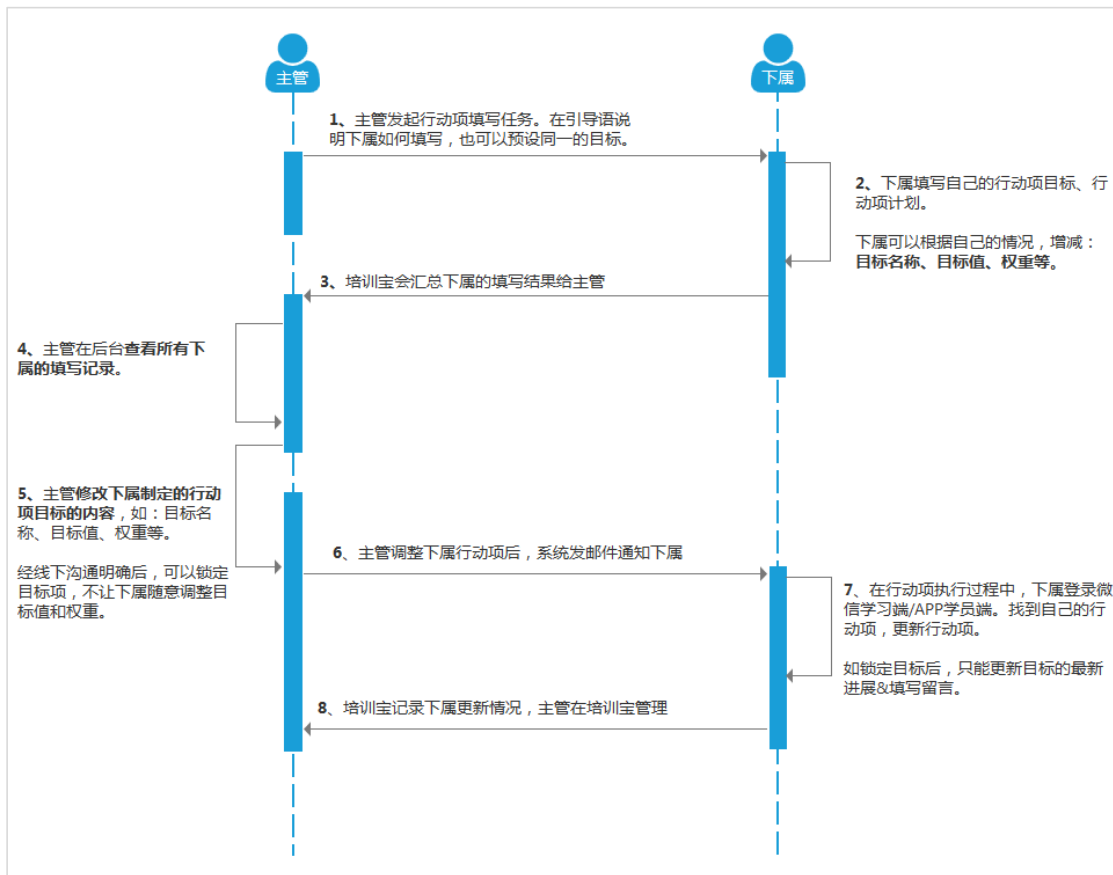 主管
下属
1、主管发起行动项填写任务。在引导语说
明下属如何填写，也可以预设同一的目标。
2、下属填写自己的行动项目标、行
动项计划。
下属可以根据自己的情况，增减：
目标名称、目标值、权重等。
3、培训宝会汇总下属的填写结果给主管
4、主管在后台查看所有下
属的填写记录。
5、主管修改下属制定的行动
项目标的内容，如：目标名
称、目标值、权重等。
经线下沟通明确后，可以锁定
目标项，不让下属随意调整目
标值和权重。
6、主管调整下属行动项后，系统发邮件通知下属
7、在行动项执行过程中，下属登录微
信学习端/APP学员端。找到自己的行
动项，更新行动项。
如锁定目标后，只能更新目标的最新
进展&填写留言。
8、培训宝记录下属更新情况，主管在培训宝管理